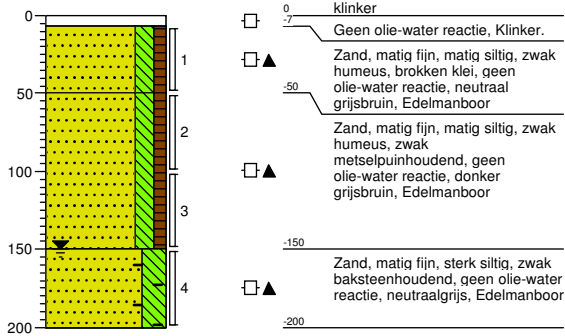 0
klinker
0
-7
Geen olie-water reactie, Klinker.
1
Zand, matig fijn, matig siltig, zwak
humeus, brokken klei, geen
olie-water reactie, neutraal
grijsbruin, Edelmanboor
50
-50
2
Zand, matig fijn, matig siltig, zwak
humeus, zwak
metselpuinhoudend, geen
olie-water reactie, donker
grijsbruin, Edelmanboor
100
3
150
-150
4
Zand, matig fijn, sterk siltig, zwak
baksteenhoudend, geen olie-water
reactie, neutraalgrijs, Edelmanboor
200
-200